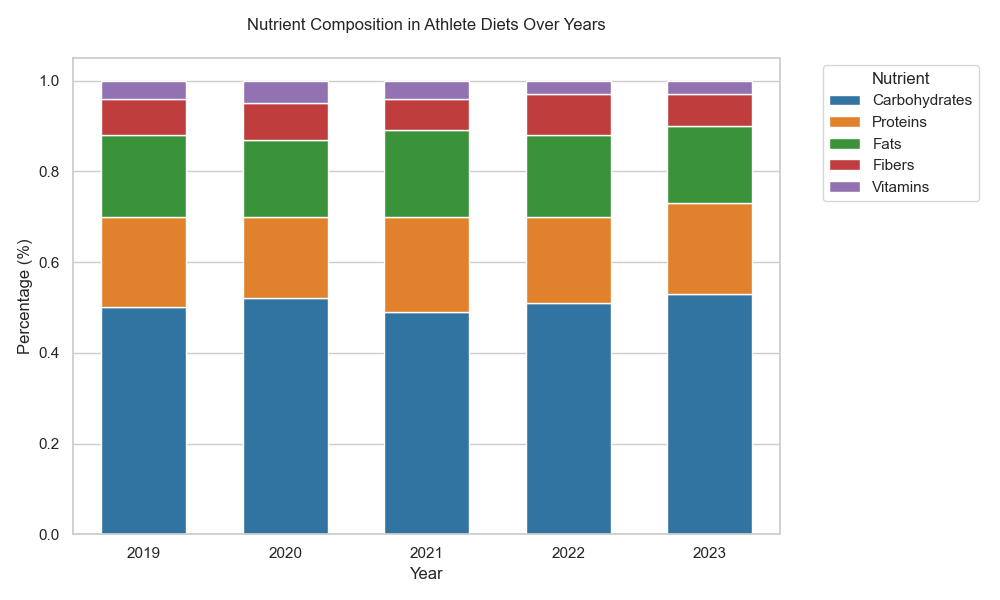 Nutrient Composition in Athlete Diets Over Years
Percentage (%)
1.0
0.8
0.6
0.4
0.2
0.0
2019 2020 2021 2022 2023
Year
Nutrient
Carbohydrates
Proteins
Fats
Fibers
Vitamins